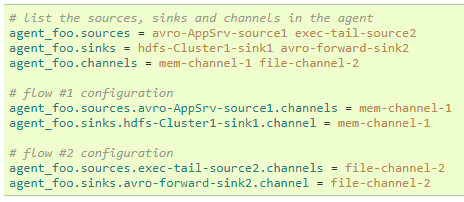 # list the sources, sinks and channels in the agent
agent_foo.sources = avro-AppSrv-source1 exec-tail-source2
agent_foo.sinks = hdfs-Cluster1-sink1 avro-forward-sink2
agent_foo.channels = mem-channel-1 file-channel-2
# flow #1 configuration
agent_foo.sources.avro-AppSrv-source1.channels = mem-channel-1
agent_foo.sinks.hdfs-Cluster1-sink1.channel = mem-channel-1
# flow #2 configuration
agent_foo.sources.exec-tail-source2.channels = file-channel-2
agent_foo.sinks.avro-forward-sink2.channel = file-channel-2